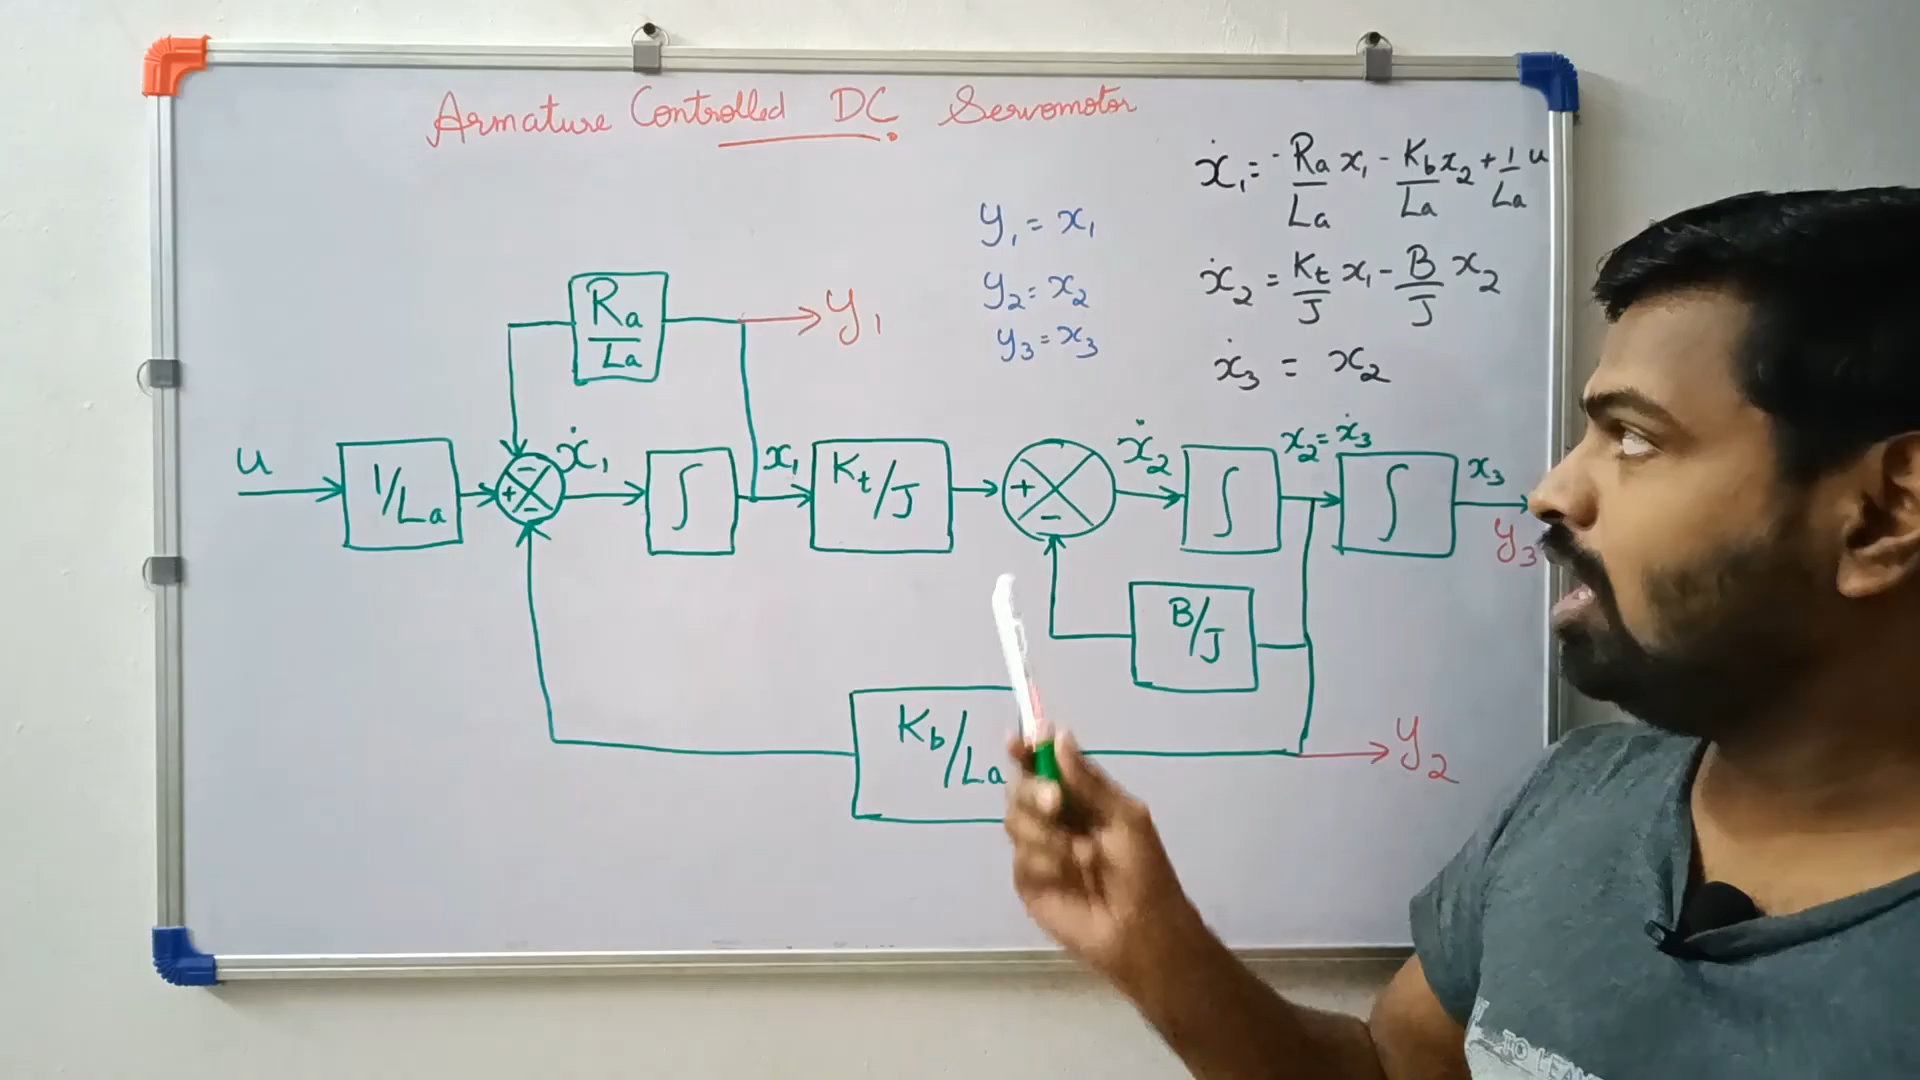 Armature Controlled DC Servomotor
ẋ₁ = -Ra/La x₁ - Kb/La x₂ + 1/La u
y₁ = x₁
ẋ₂ = Kt/J x₁ - B/J x₂
y₂ = x₂
y₃ = x₃
ẋ₃ = x₂
Ra/La
y₁
u
1/La
+ - -
ẋ₁
∫
x₁
Kt/J
+ -
ẋ₂
∫
x₂ = ẋ₃
∫
x₃
y₃
B/J
Kb/La
y₂
TO LEA